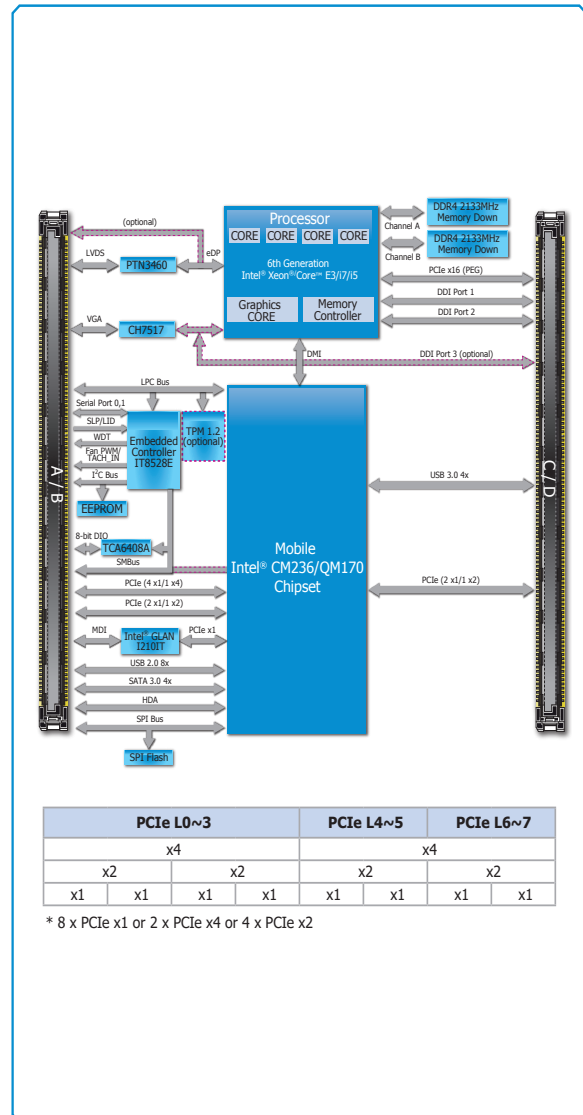 (optional)
LVDS
PTN3460
eDP
VGA
CH7517
Processor
CORE CORE CORE CORE
6th Generation
Intel® Xeon®/Core™ E3/i7/i5
Graphics
CORE
Memory
Controller
Channel A
DDR4 2133MHz
Memory Down
Channel B
DDR4 2133MHz
Memory Down
PCIe x16 (PEG)
DDI Port 1
DDI Port 2
DMI
DDI Port 3 (optional)
A / B
C / D
LPC Bus
Serial Port 0,1
SLP/LID
WDT
Fan PWM/
TACH_IN
I²C Bus
Embedded
Controller
IT8528E
TPM 1.2
(optional)
EEPROM
8-bit DIO
TCA6408A
SMBus
PCIe (4 x1/1 x4)
PCIe (2 x1/1 x2)
MDI
Intel® GLAN
I210IT
PCIe x1
USB 2.0 8x
SATA 3.0 4x
HDA
SPI Bus
SPI Flash
Mobile
Intel® CM236/QM170
Chipset
USB 3.0 4x
PCIe (2 x1/1 x2)
PCIe L0~3 PCIe L4~5 PCIe L6~7
x4 x4
x2 x2 x2 x2
x1 x1 x1 x1 x1 x1 x1 x1
* 8 x PCIe x1 or 2 x PCIe x4 or 4 x PCIe x2